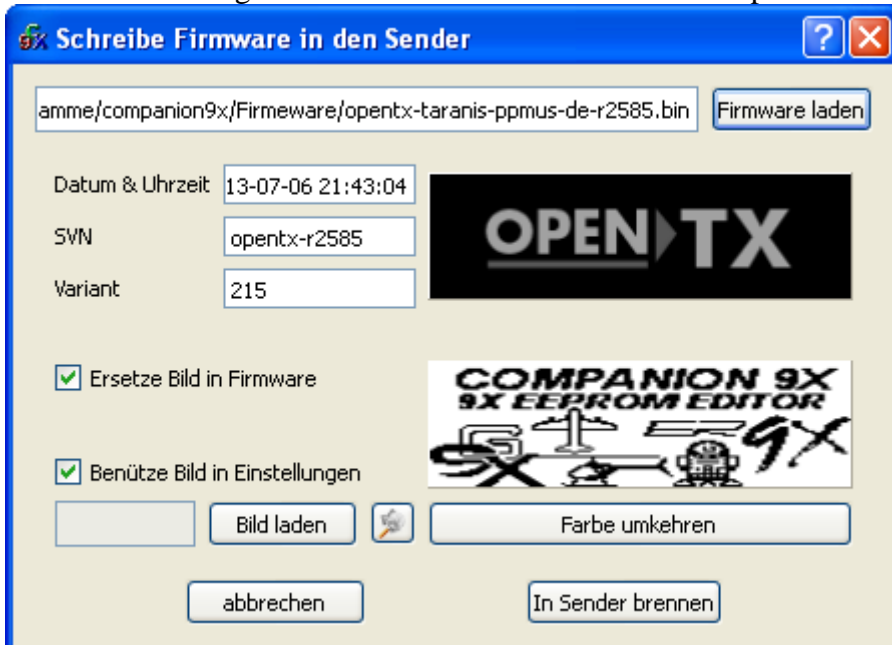 Schreibe Firmware in den Sender
amme/companion9x/Firmeware/opentx-taranis-ppmus-de-r2585.bin Firmware laden
Datum & Uhrzeit 13-07-06 21:43:04
SVN opentx-r2585
Variant 215
OPEN TX
Ersetze Bild in Firmware
COMPANION 9X
9X EEPROM EDITOR
9X
9X
Benütze Bild in Einstellungen
Bild laden Farbe umkehren
abbrechen In Sender brennen